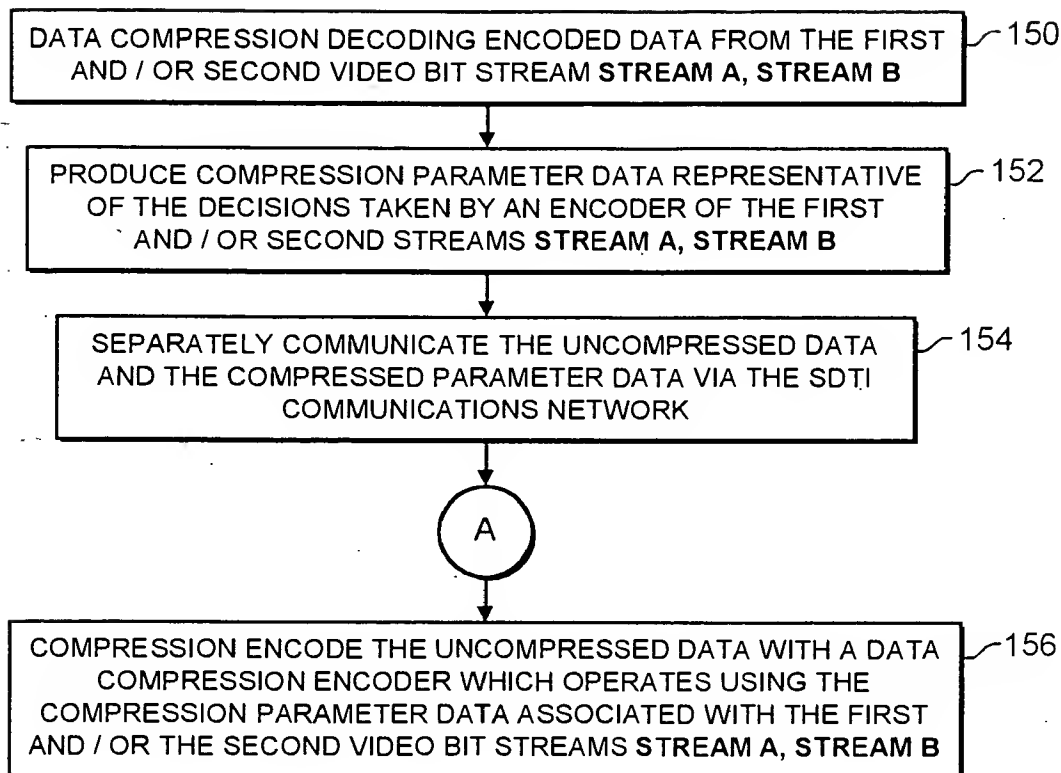 DATA COMPRESSION DECODING ENCODED DATA FROM THE FIRST
AND / OR SECOND VIDEO BIT STREAM STREAM A, STREAM B
150
PRODUCE COMPRESSION PARAMETER DATA REPRESENTATIVE
OF THE DECISIONS TAKEN BY AN ENCODER OF THE FIRST
AND / OR SECOND STREAMS STREAM A, STREAM B
152
SEPARATELY COMMUNICATE THE UNCOMPRESSED DATA
AND THE COMPRESSED PARAMETER DATA VIA THE SDTI
COMMUNICATIONS NETWORK
154
A
COMPRESSION ENCODE THE UNCOMPRESSED DATA WITH A DATA
COMPRESSION ENCODER WHICH OPERATES USING THE
COMPRESSION PARAMETER DATA ASSOCIATED WITH THE FIRST
AND / OR THE SECOND VIDEO BIT STREAMS STREAM A, STREAM B
156